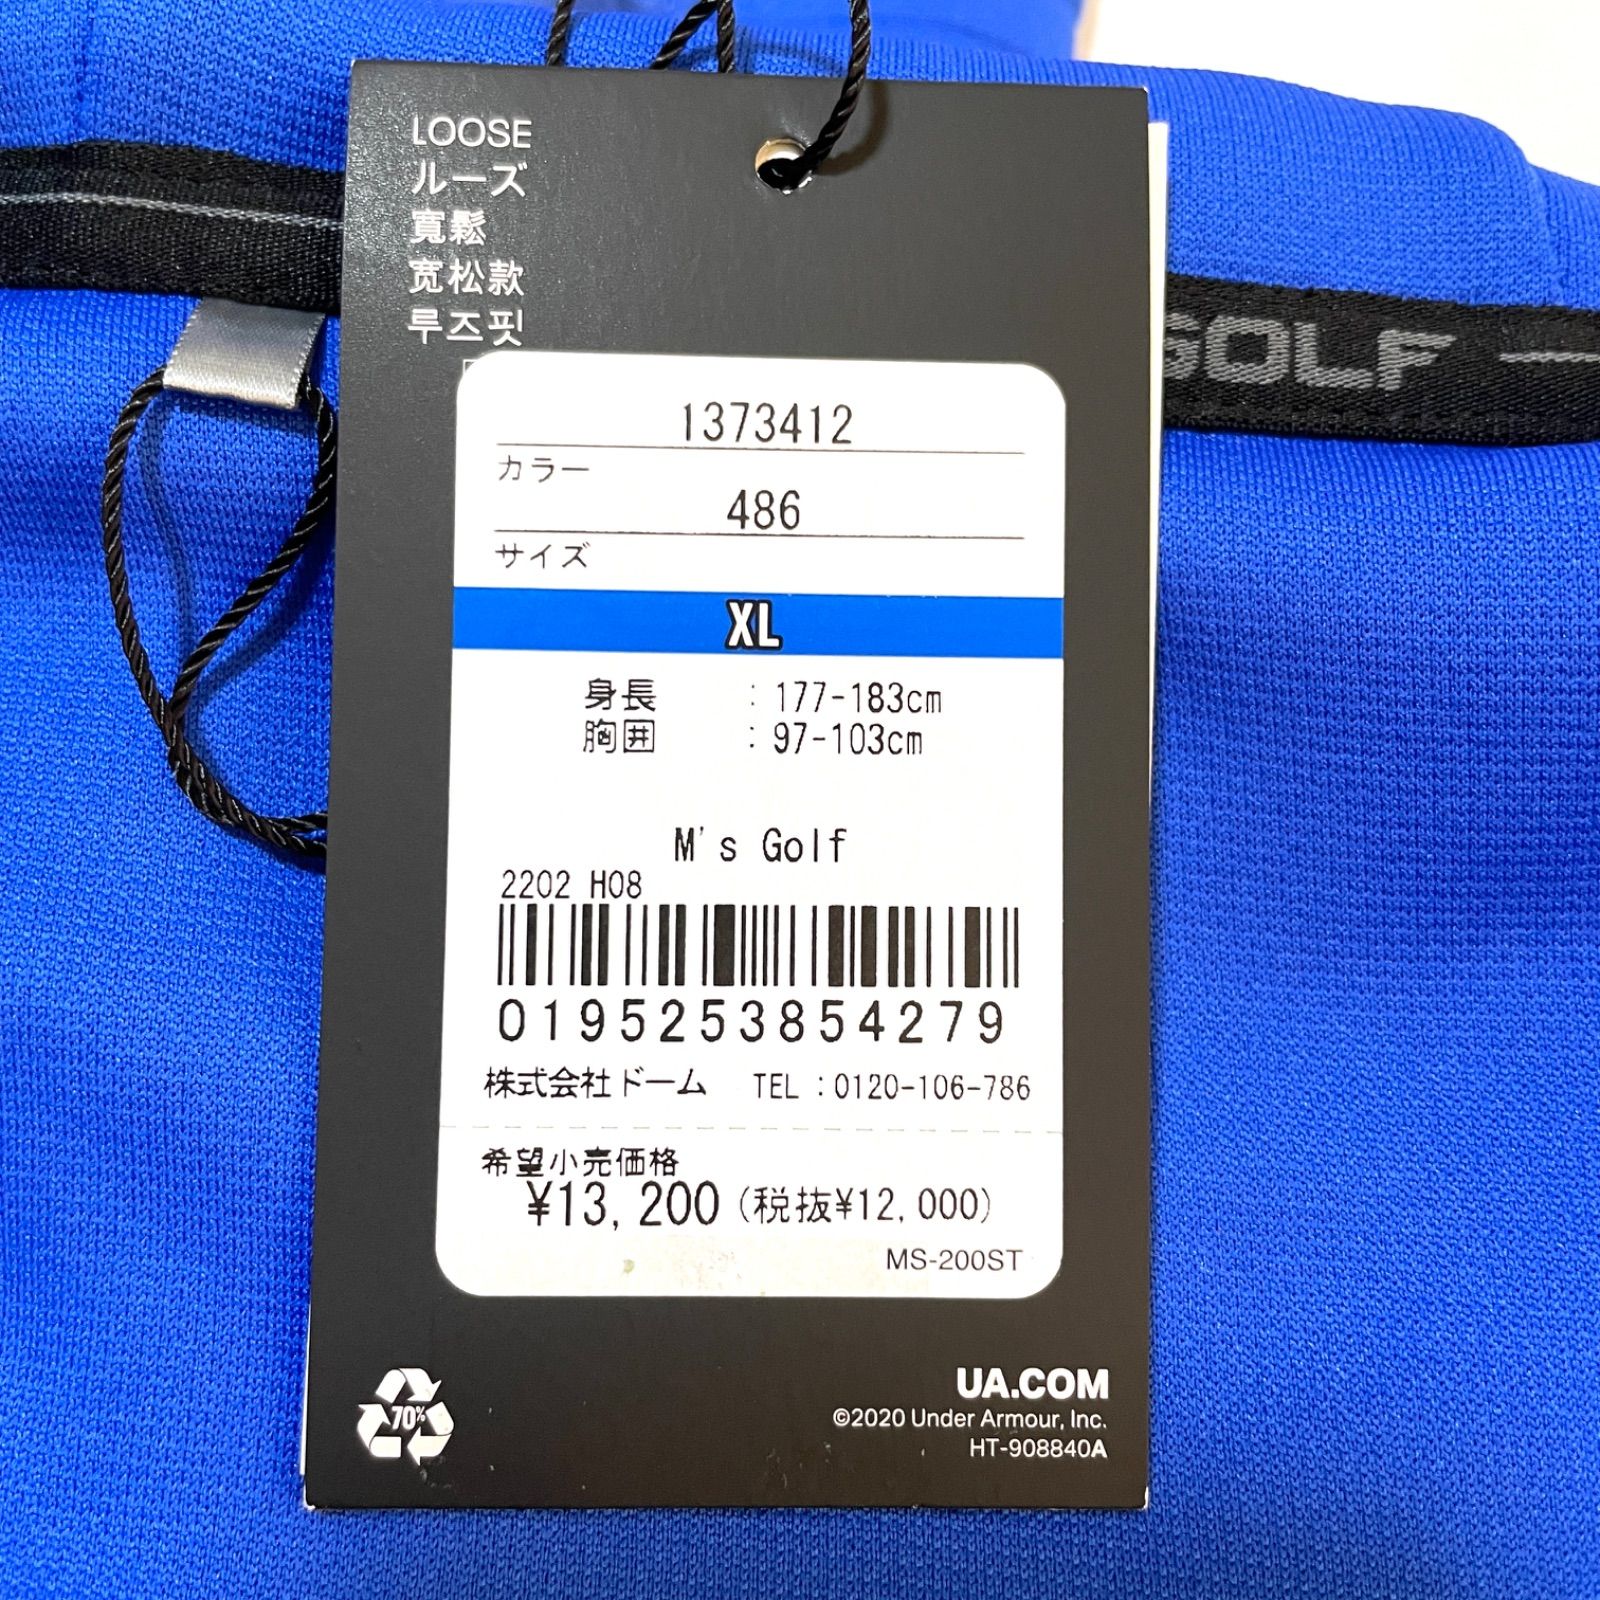 LOOSE
ルーズ
寬鬆
宽松款
루즈핏
GOLF
1373412
カラー
486
サイズ
XL
身長 : 177-183cm
胸囲 : 97-103cm
M's Golf
2202 H08
0195253854279
株式会社ドーム TEL:0120-106-786
希望小売価格
¥13,200 (税抜¥12,000)
MS-200ST
70%
UA.COM
©2020 Under Armour, Inc.
HT-908840A